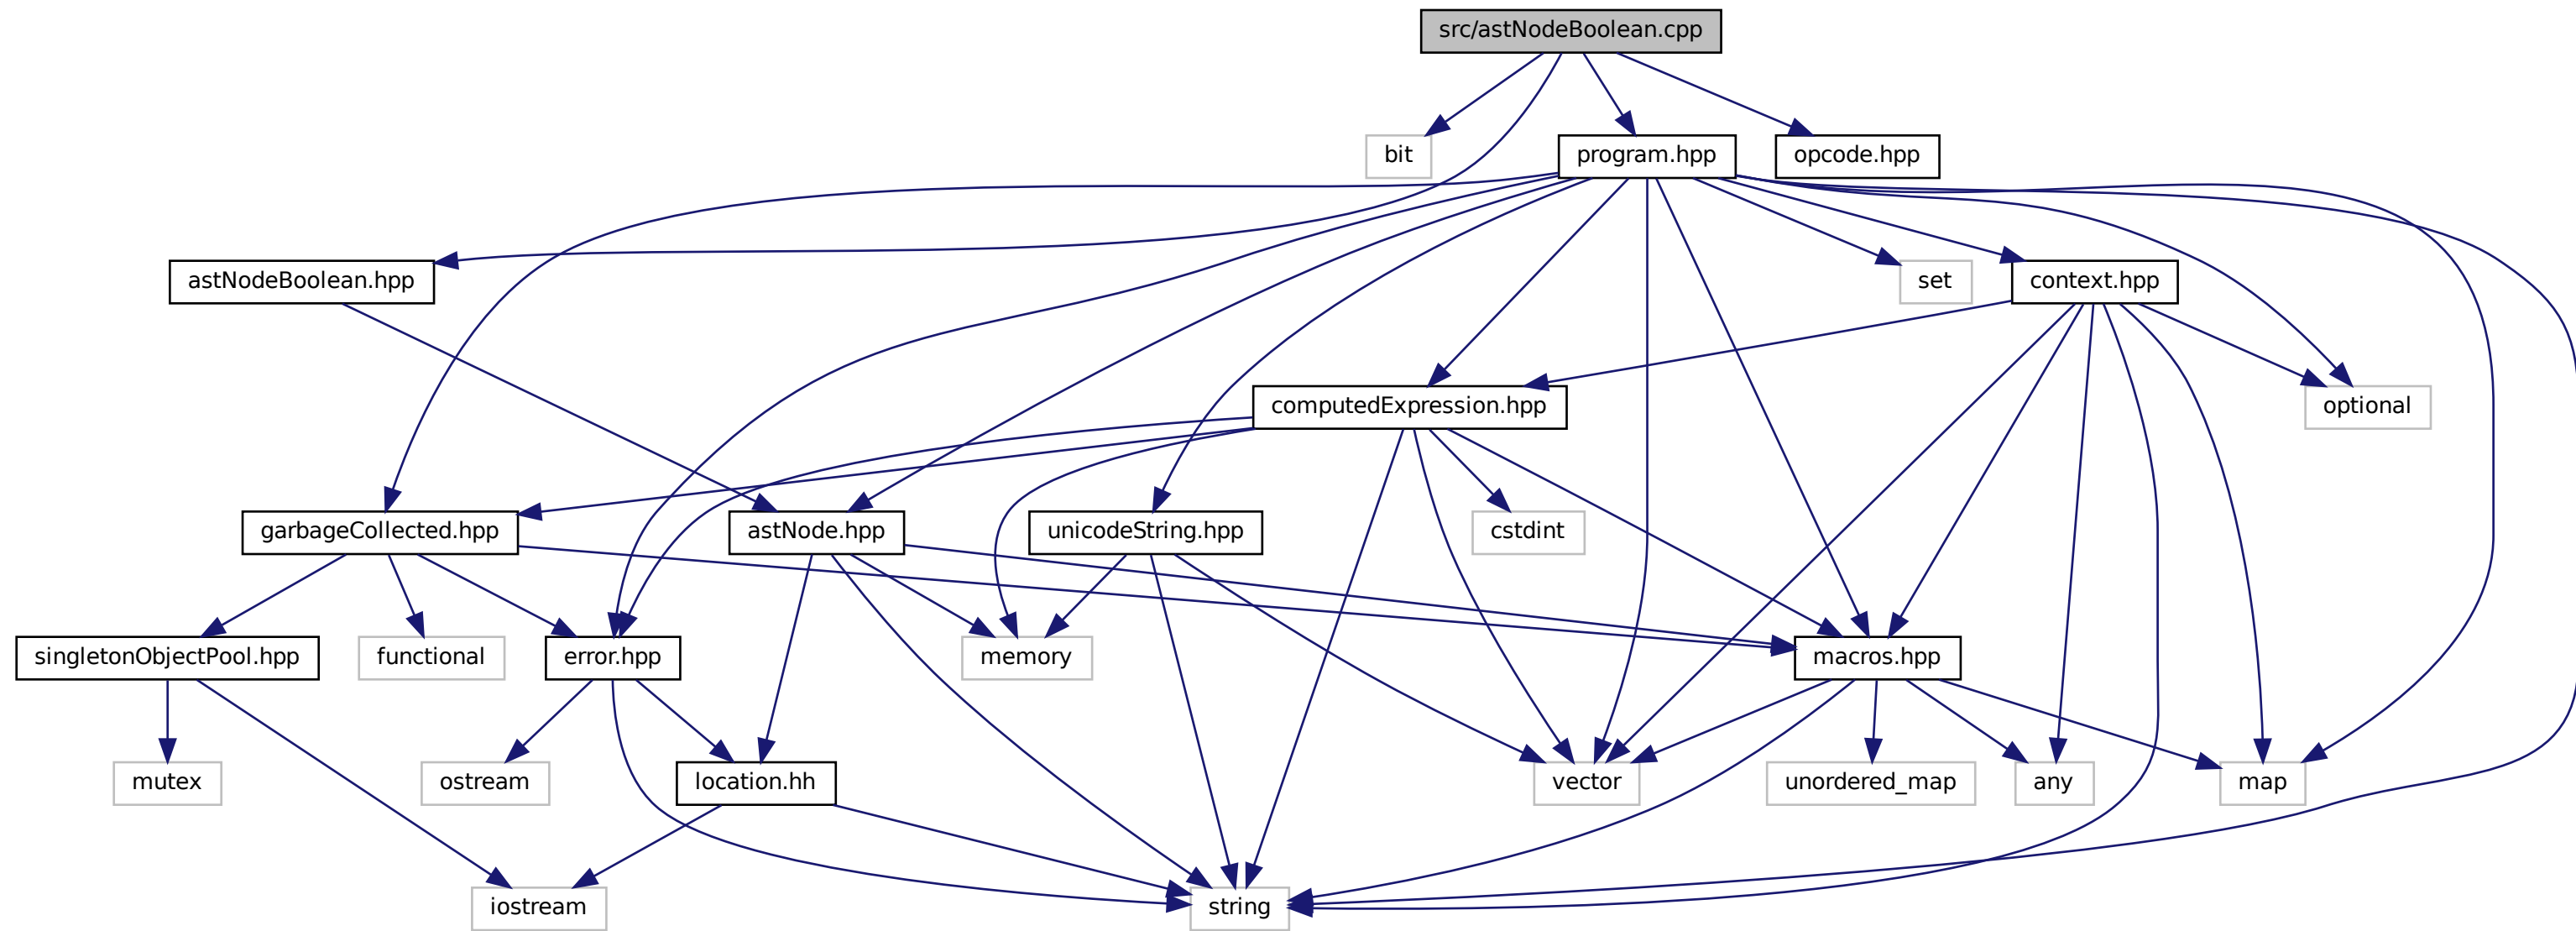 src/astNodeBoolean.cpp
bit
program.hpp
opcode.hpp
astNodeBoolean.hpp
set
context.hpp
computedExpression.hpp
optional
garbageCollected.hpp
astNode.hpp
unicodeString.hpp
cstdint
singletonObjectPool.hpp
functional
error.hpp
memory
macros.hpp
mutex
ostream
location.hh
vector
unordered_map
any
map
iostream
string